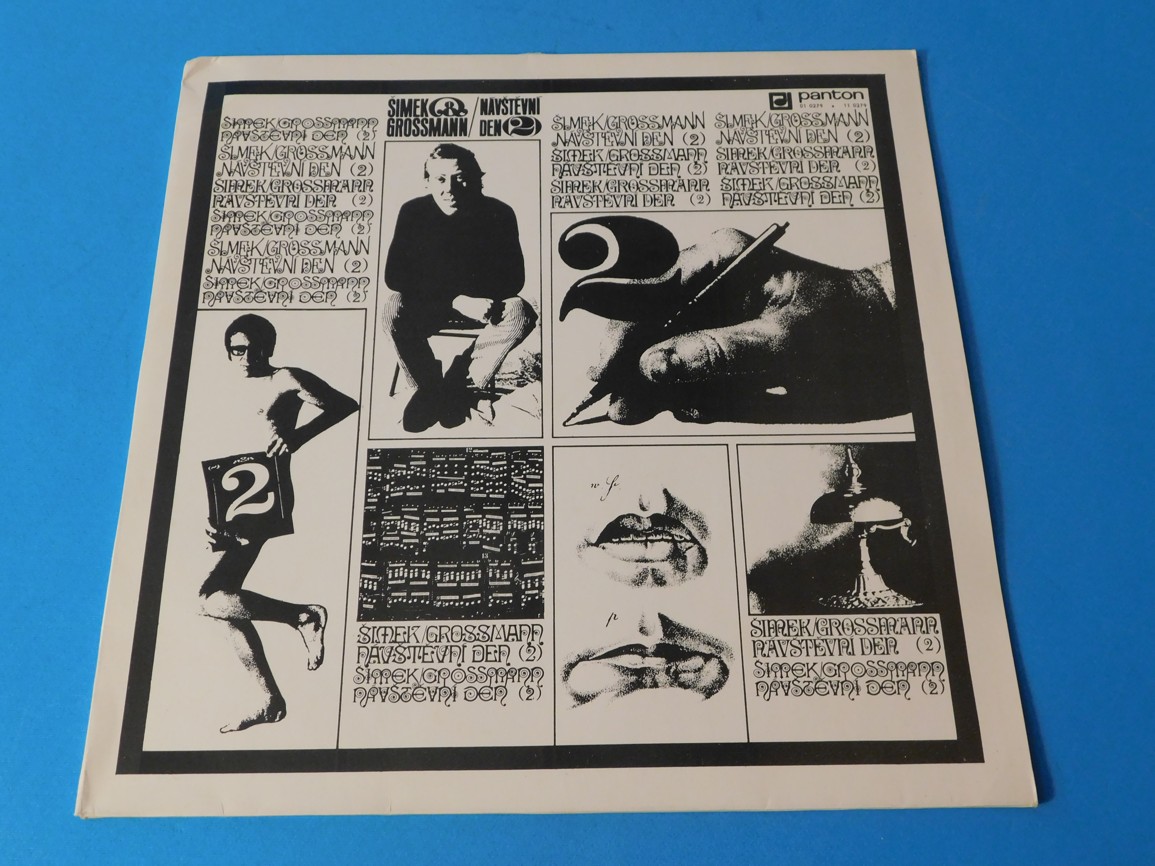 ŠIMEK & GROSSMANN / NÁVŠTĚVNÍ DEN 2
panton
01 0279 • 11 0279
ŠIMEK/GROSSMANN
NÁVŠTĚVNÍ DEN (2)
ŠIMEK/GROSSMANN
NÁVŠTĚVNÍ DEN (2)
ŠIMEK/GROSSMANN
NÁVŠTĚVNÍ DEN (2)
ŠIMEK/GROSSMANN
NÁVŠTĚVNÍ DEN (2)
ŠIMEK/GROSSMANN
NÁVŠTĚVNÍ DEN (2)
ŠIMEK/GROSSMANN
NÁVŠTĚVNÍ DEN (2)
ŠIMEK/GROSSMANN
NÁVŠTĚVNÍ DEN (2)
ŠIMEK/GROSSMANN
NÁVŠTĚVNÍ DEN (2)
ŠIMEK/GROSSMANN
NÁVŠTĚVNÍ DEN (2)
ŠIMEK/GROSSMANN
NÁVŠTĚVNÍ DEN (2)
ŠIMEK/GROSSMANN
NÁVŠTĚVNÍ DEN (2)
ŠIMEK/GROSSMANN
NÁVŠTĚVNÍ DEN (2)
2
2
ŠIMEK/GROSSMANN
NÁVŠTĚVNÍ DEN (2)
ŠIMEK/GROSSMANN
NÁVŠTĚVNÍ DEN (2)
ŠIMEK/GROSSMANN
NÁVŠTĚVNÍ DEN (2)
ŠIMEK/GROSSMANN
NÁVŠTĚVNÍ DEN (2)